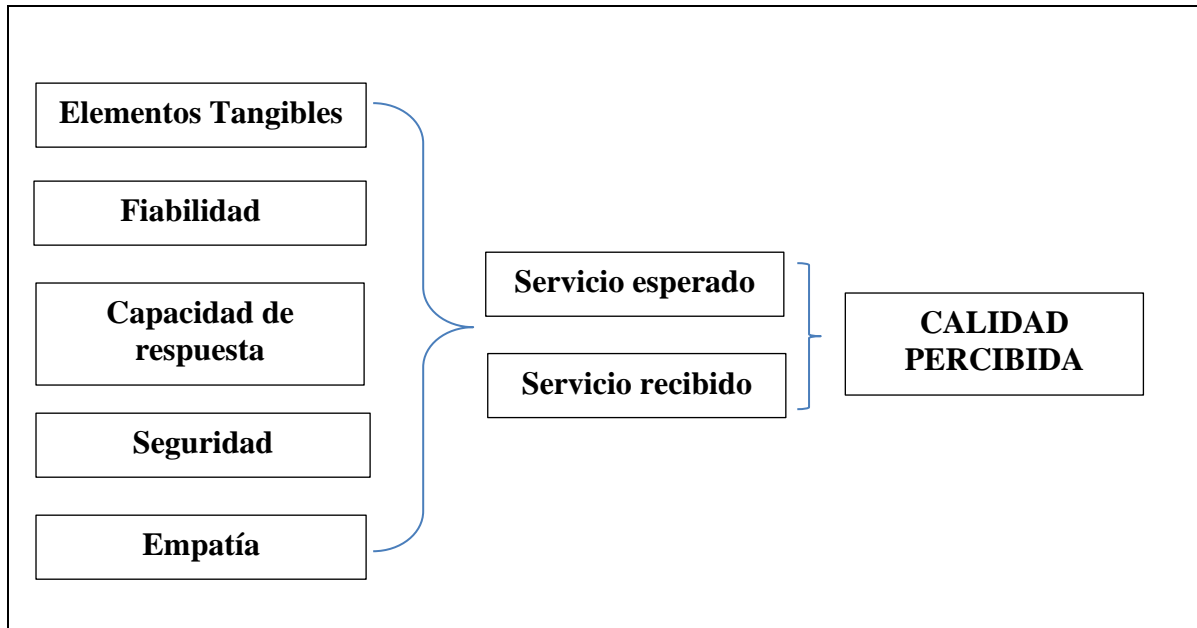 Elementos Tangibles
Fiabilidad
Capacidad de
respuesta
Seguridad
Empatía
Servicio esperado
Servicio recibido
CALIDAD
PERCIBIDA